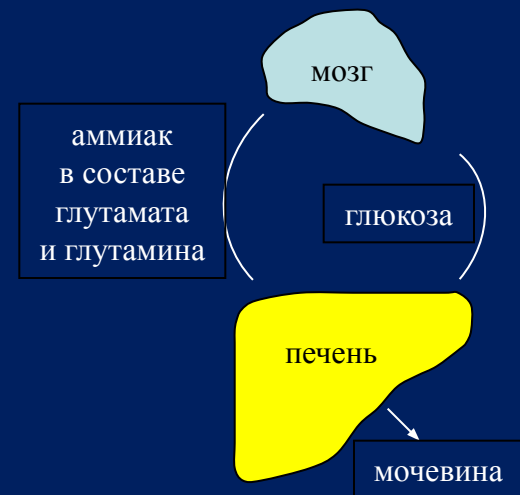 мозг
аммиак
в составе
глутамата
и глутамина
глюкоза
печень
мочевина